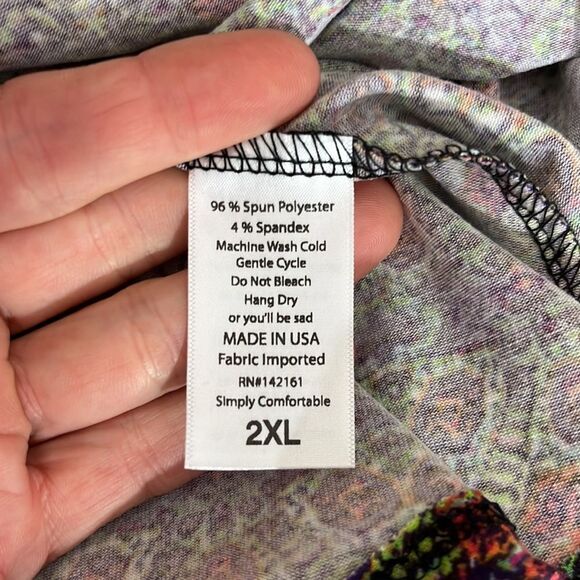 96 % Spun Polyester
4 % Spandex
Machine Wash Cold
Gentle Cycle
Do Not Bleach
Hang Dry
or you'll be sad
MADE IN USA
Fabric Imported
RN#142161
Simply Comfortable
2XL